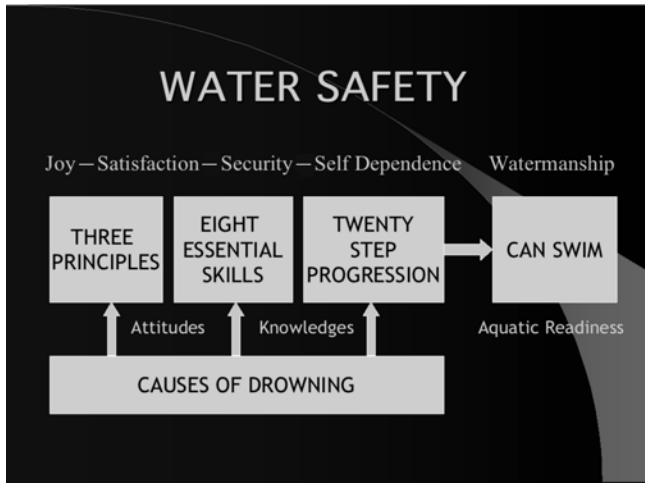 WATER SAFETY
Joy — Satisfaction — Security — Self Dependence
Watermanship
THREE
PRINCIPLES
EIGHT
ESSENTIAL
SKILLS
TWENTY
STEP
PROGRESSION
CAN SWIM
Attitudes
Knowledges
Aquatic Readiness
CAUSES OF DROWNING